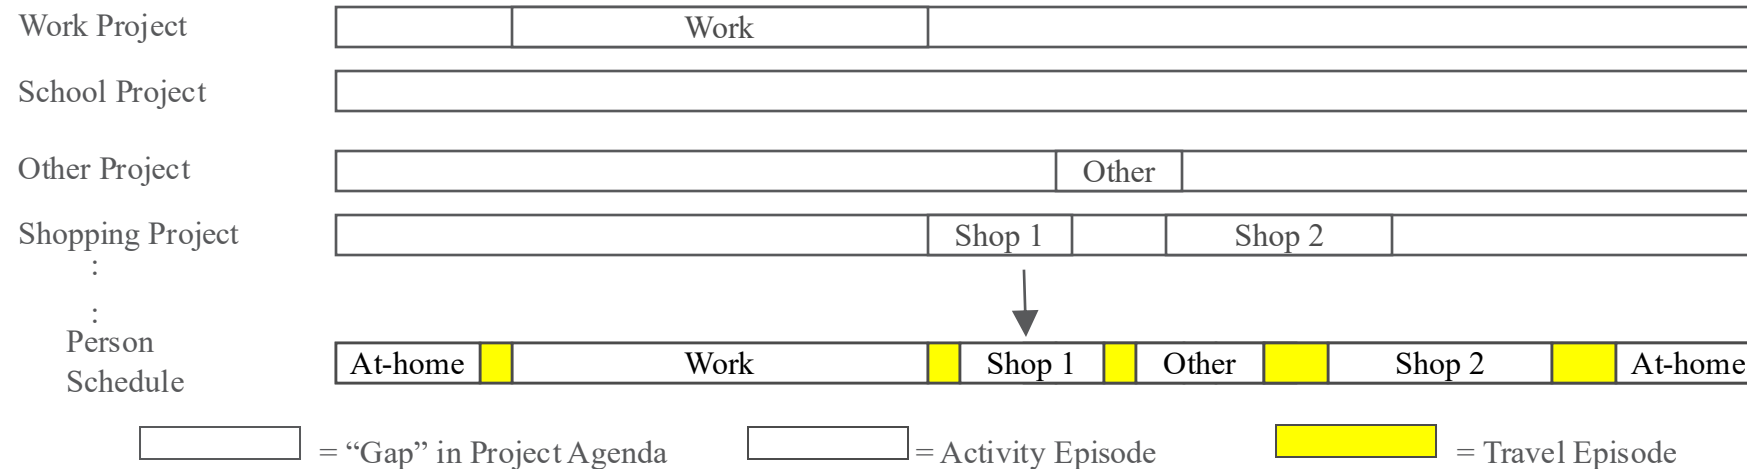 Work Project
Work
School Project
Other Project
Other
Shopping Project
Shop 1
Shop 2
:
:
Person
Schedule
At-home
Work
Shop 1
Other
Shop 2
At-home
= “Gap” in Project Agenda
= Activity Episode
= Travel Episode